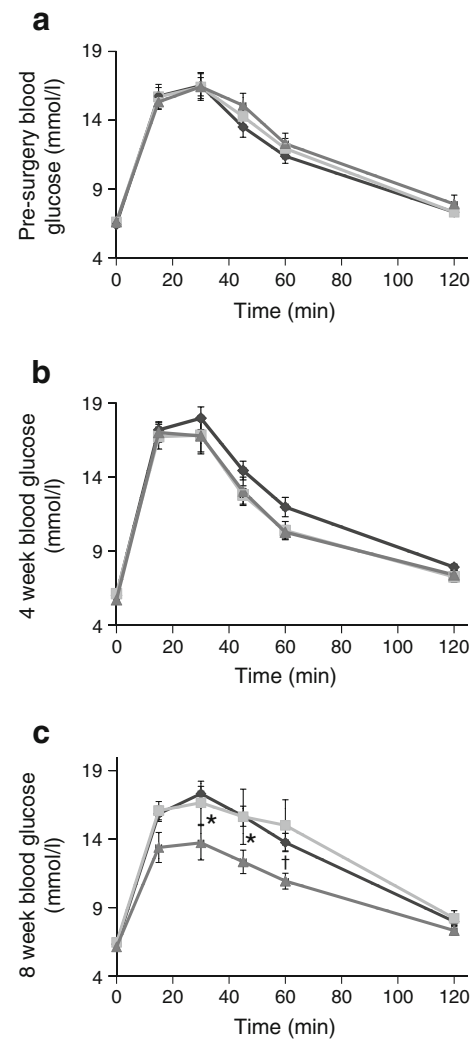 a
Pre-surgery blood
glucose (mmol/l)
19
14
9
4
0 20 40 60 80 100 120
Time (min)
b
4 week blood glucose
(mmol/l)
19
14
9
4
0 20 40 60 80 100 120
Time (min)
c
8 week blood glucose
(mmol/l)
19
14
9
4
* * †
0 20 40 60 80 100 120
Time (min)